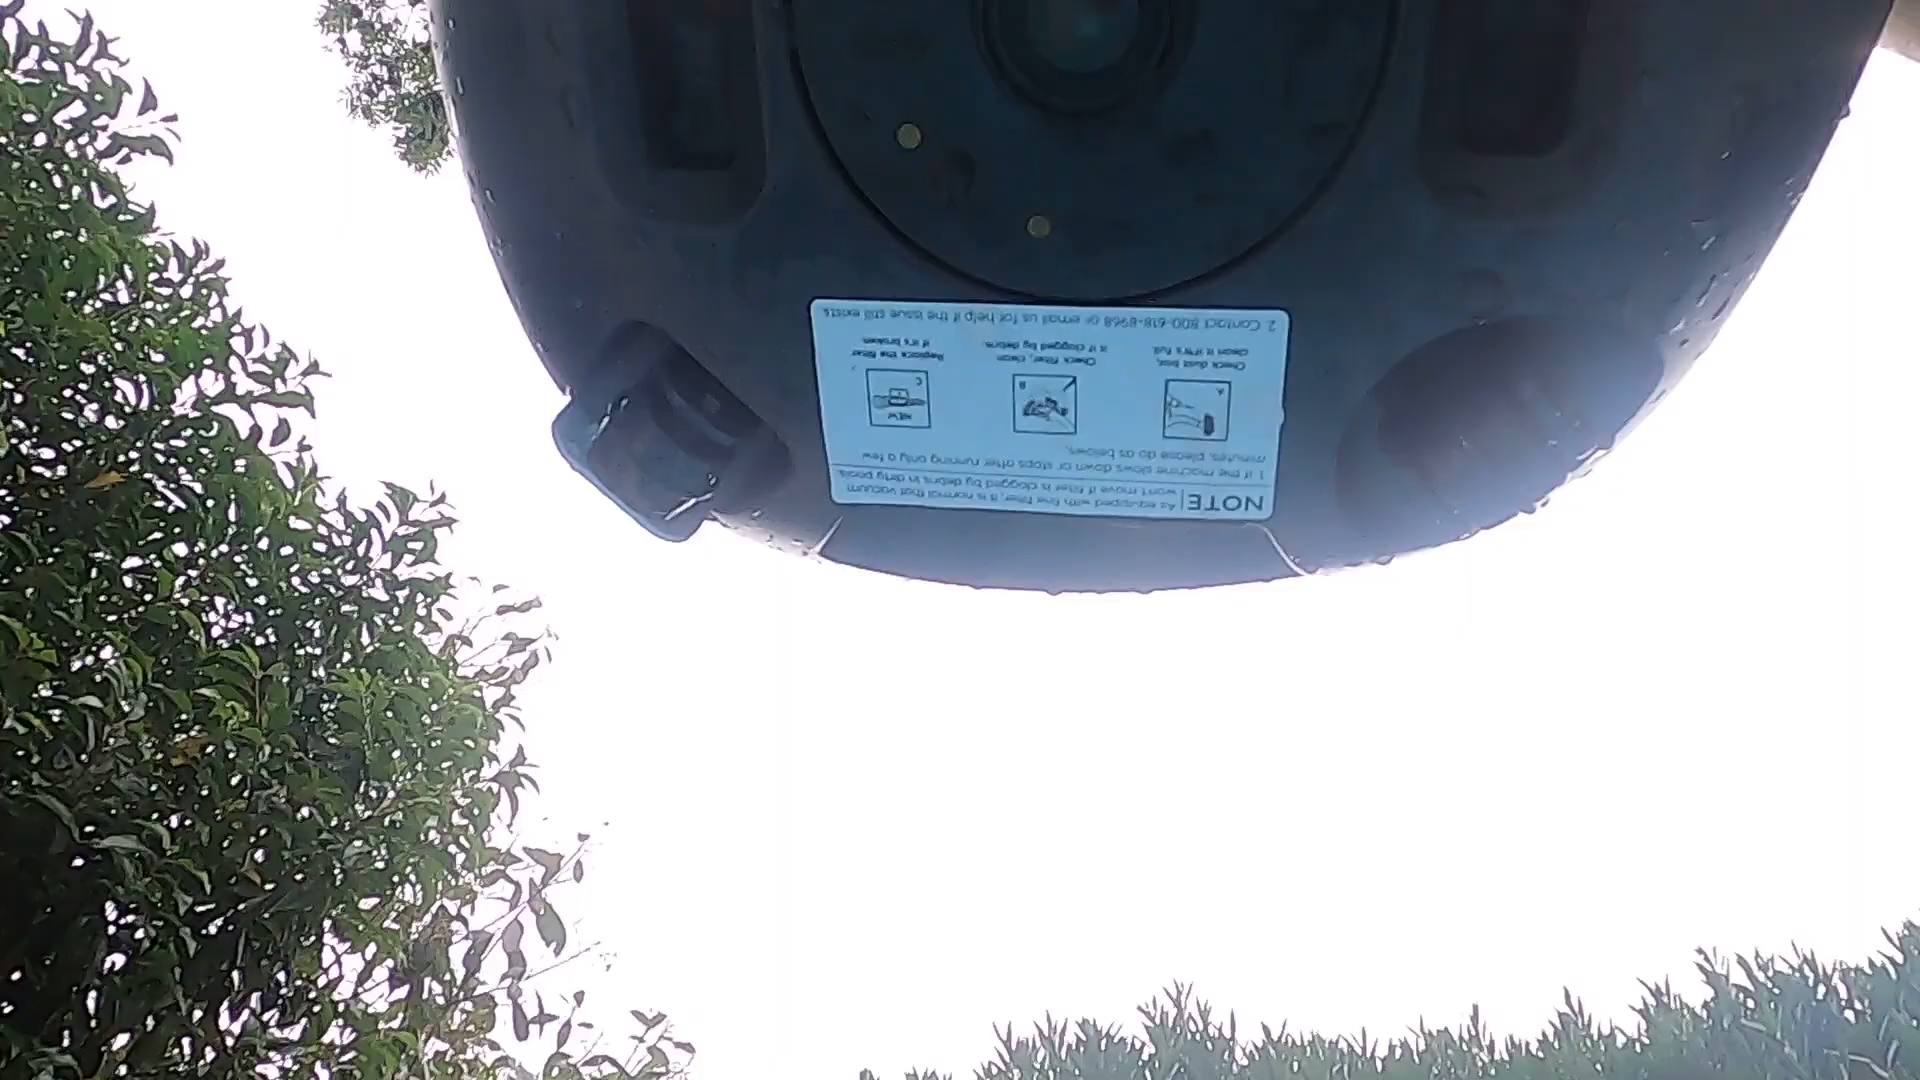 NOTE
As equipped with fine filter, it is normal that vacuum
won't move if filter is clogged by debris in dirty pools.
1 If the machine slows down or stops after running only a few
minutes, please do as belows.
A
B
NEW
C
Check dust box,
clean it if it's full.
Check filter, clean
it if clogged by debris.
Replace the filter
if it's broken
2. Contact 800-618-8968 or email us for help if the issue still exists.